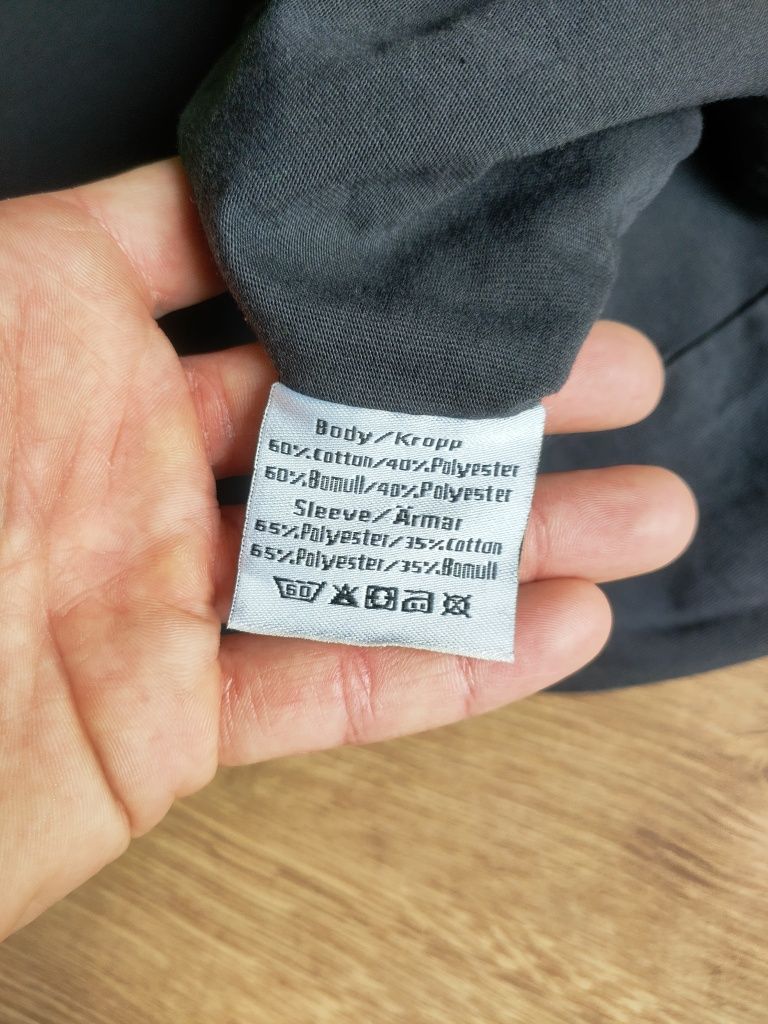 Body/Kropp
60%.Cotton/40%.Polyester
60%.Bomull/40%.Polyester
Sleeve/Ärmar
65%.Polyester/35%.Cotton
65%.Polyester/35%.Bomull
60